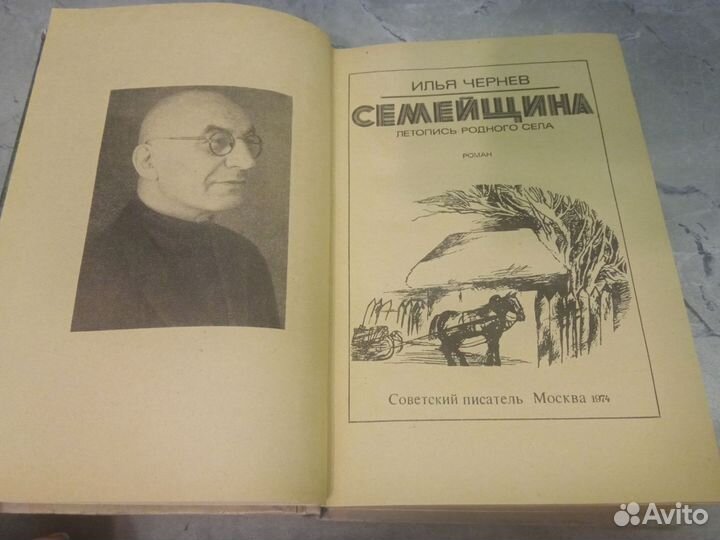 ИЛЬЯ ЧЕРНЕВ
СЕМЕЙЩИНА
ЛЕТОПИСЬ РОДНОГО СЕЛА
РОМАН
Советский писатель Москва 1974
Avito